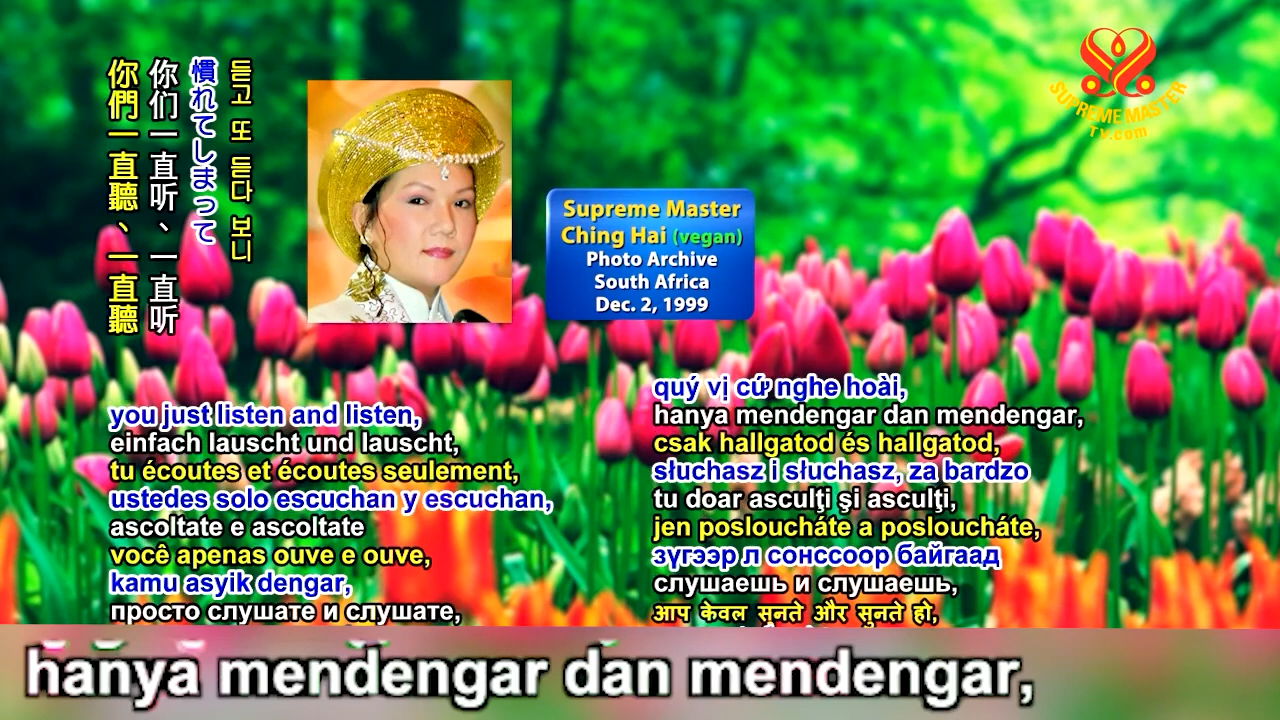 你們一直聽、一直聽
你们一直听、一直听
慣れてしまって
듣고 또 듣다 보니
SUPREME MASTER
TV.com
Supreme Master
Ching Hai (vegan)
Photo Archive
South Africa
Dec. 2, 1999
you just listen and listen,
einfach lauscht und lauscht,
tu écoutes et écoutes seulement,
ustedes solo escuchan y escuchan,
ascoltate e ascoltate
você apenas ouve e ouve,
kamu asyik dengar,
просто слушате и слушате,
quý vị cứ nghe hoài,
hanya mendengar dan mendengar,
csak hallgatod és hallgatod,
słuchasz i słuchasz, za bardzo
tu doar asculţi şi asculţi,
jen posloucháte a posloucháte,
зүгээр л сонссоор байгаад
слушаешь и слушаешь,
आप केवल सुनते और सुनते हो,
hanya mendengar dan mendengar,